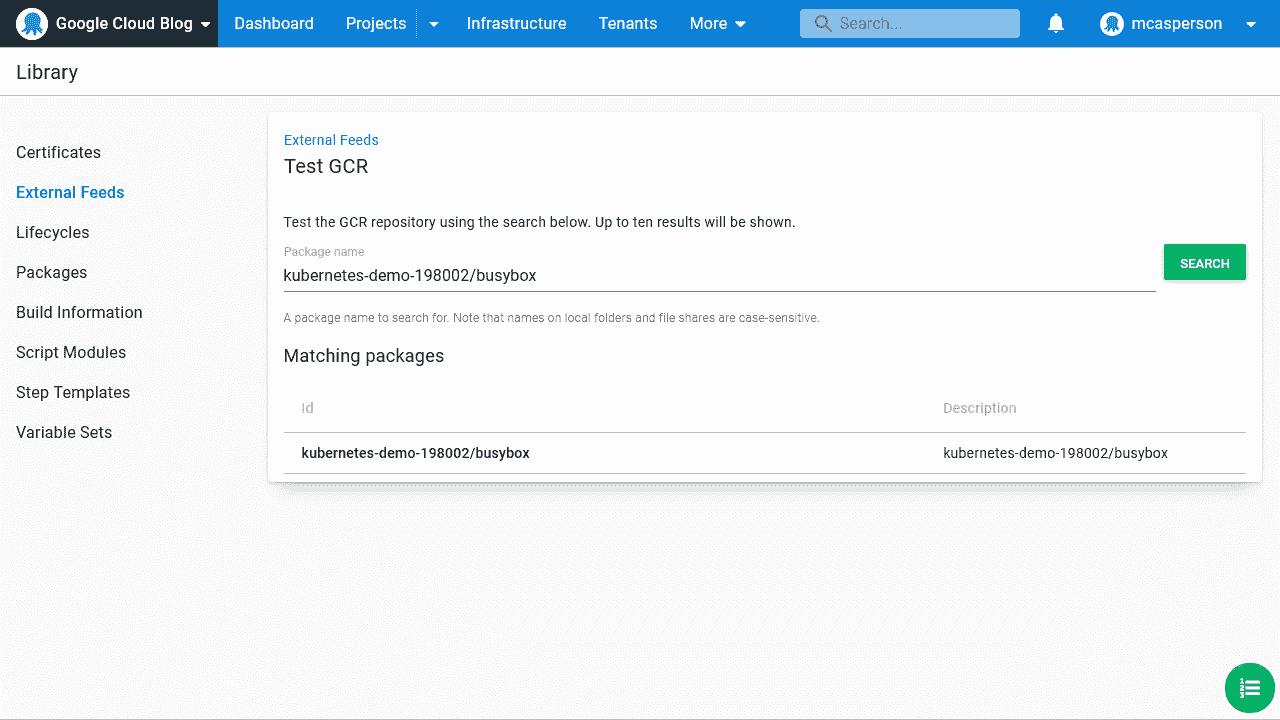 Google Cloud Blog Dashboard Projects Infrastructure Tenants More Search... mcasperson
Library
External Feeds
Test GCR
Certificates
External Feeds
Lifecycles
Packages
Build Information
Script Modules
Step Templates
Variable Sets
Test the GCR repository using the search below. Up to ten results will be shown.
Package name
kubernetes-demo-198002/busybox
SEARCH
A package name to search for. Note that names on local folders and file shares are case-sensitive.
Matching packages
Id Description
kubernetes-demo-198002/busybox kubernetes-demo-198002/busybox